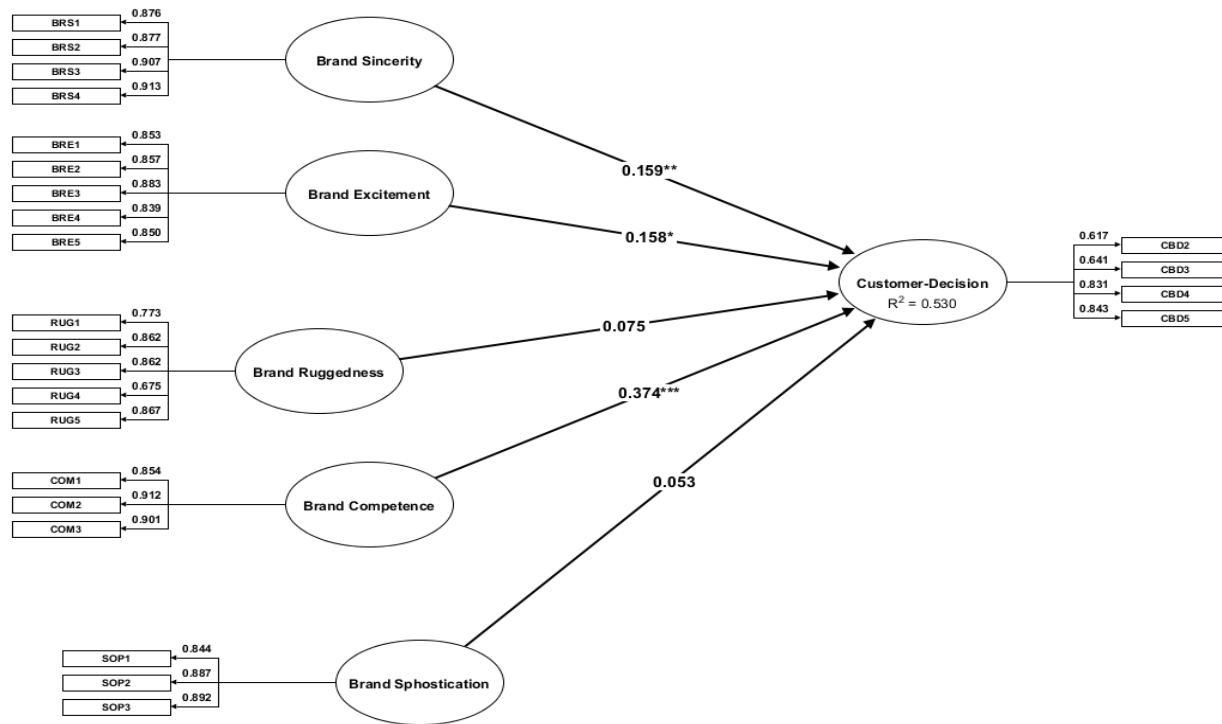 BRS1 0.876
BRS2 0.877
BRS3 0.907
BRS4 0.913
Brand Sincerity
0.159**
BRE1 0.853
BRE2 0.857
BRE3 0.883
BRE4 0.839
BRE5 0.850
Brand Excitement
0.158*
RUG1 0.773
RUG2 0.862
RUG3 0.862
RUG4 0.675
RUG5 0.867
Brand Ruggedness
0.075
COM1 0.854
COM2 0.912
COM3 0.901
Brand Competence
0.374***
SOP1 0.844
SOP2 0.887
SOP3 0.892
Brand Sphostication
0.053
Customer-Decision
R² = 0.530
0.617 CBD2
0.641 CBD3
0.831 CBD4
0.843 CBD5